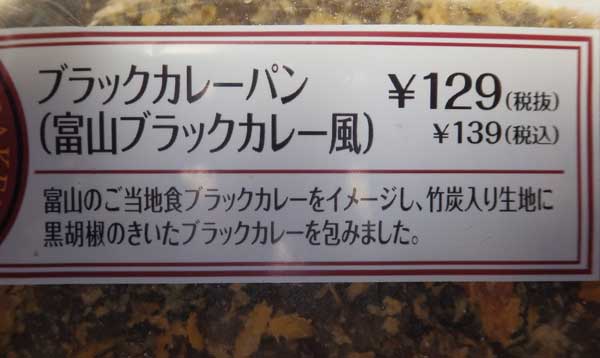 ブラックカレーパン
(富山ブラックカレー風)
¥129(税抜)
¥139(税込)
富山のご当地食ブラックカレーをイメージし、竹炭入り生地に
黒胡椒のきいたブラックカレーを包みました。